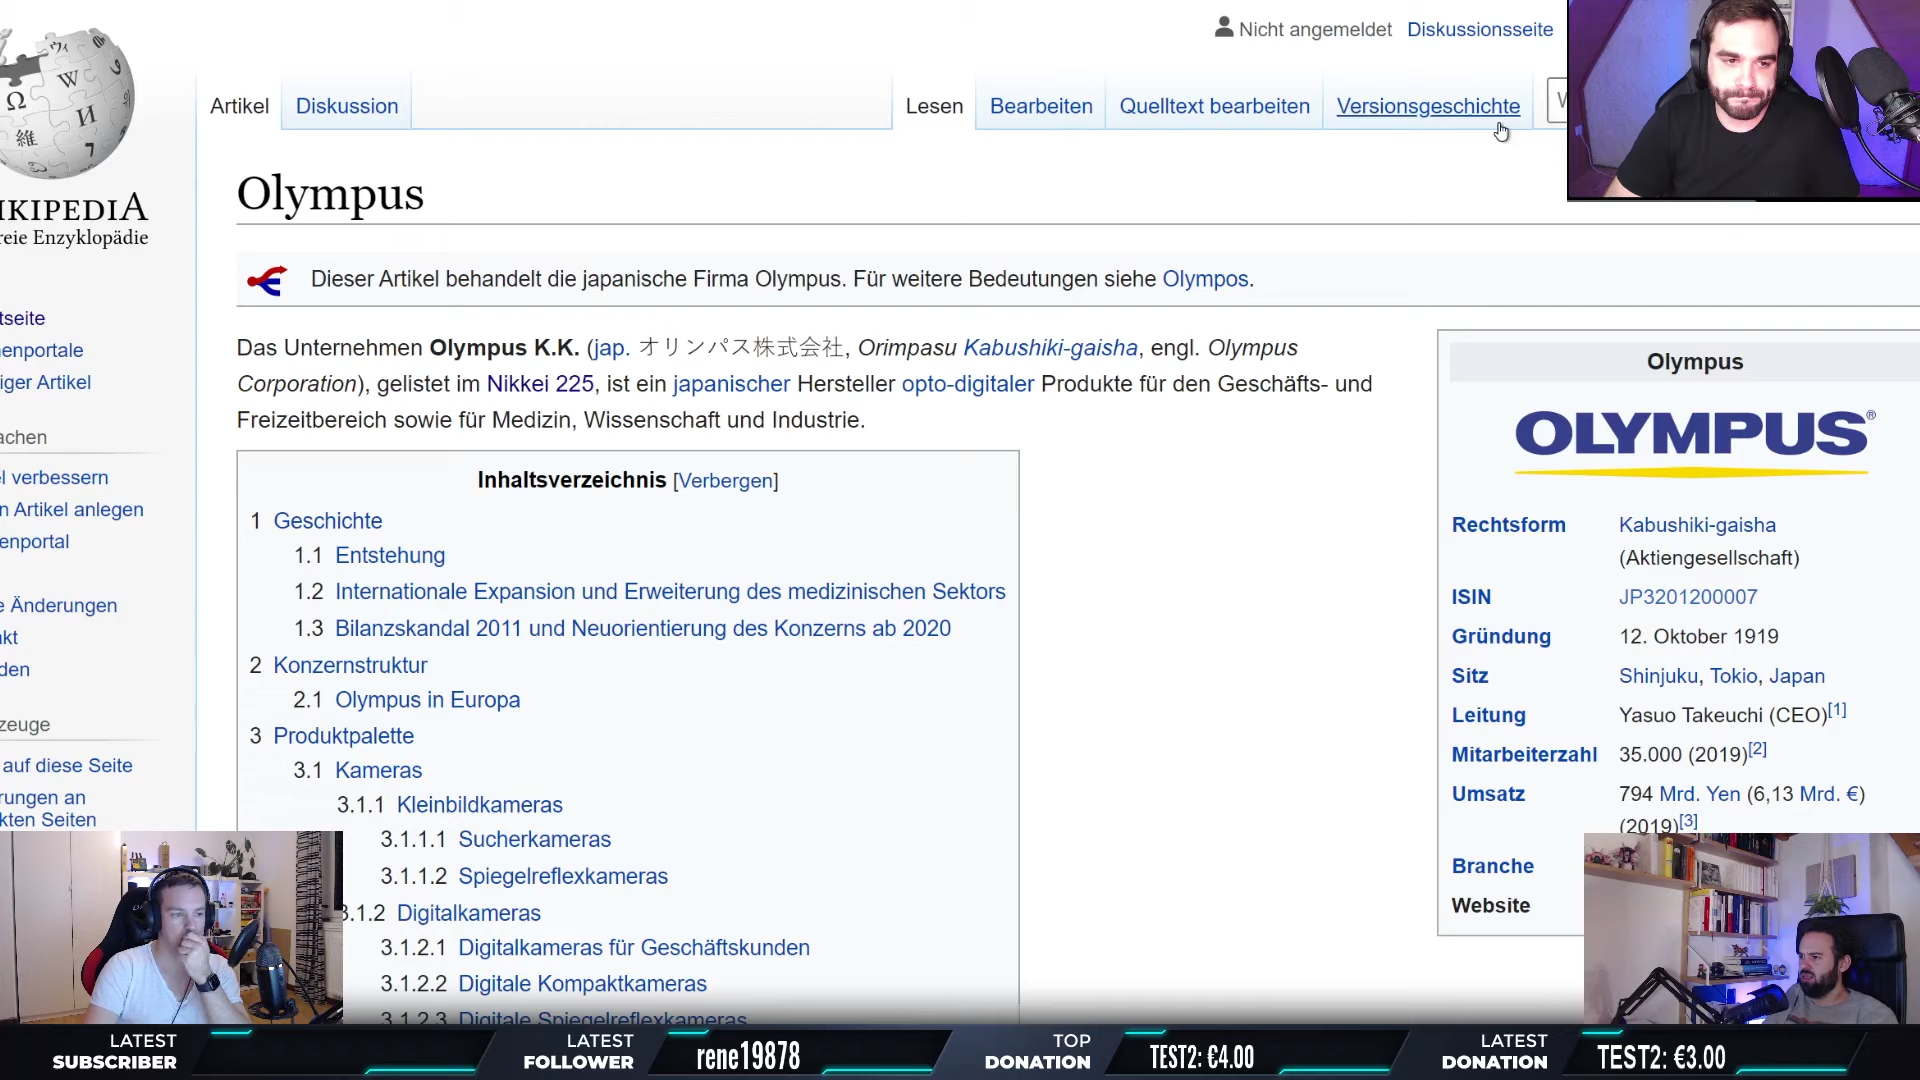 Nicht angemeldet Diskussionsseite
Artikel Diskussion Lesen Bearbeiten Quelltext bearbeiten Versionsgeschichte W
IKIPEDIA
reie Enzyklopädie
Olympus
Dieser Artikel behandelt die japanische Firma Olympus. Für weitere Bedeutungen siehe Olympos.
tseite
enportale
iger Artikel
achen
el verbessern
n Artikel anlegen
enportal
e Änderungen
akt
den
zeuge
auf diese Seite
rungen an
kten Seiten
Das Unternehmen Olympus K.K. (jap. オリンパス株式会社, Orimpasu Kabushiki-gaisha, engl. Olympus
Corporation), gelistet im Nikkei 225, ist ein japanischer Hersteller opto-digitaler Produkte für den Geschäfts- und
Freizeitbereich sowie für Medizin, Wissenschaft und Industrie.
Inhaltsverzeichnis [Verbergen]
1 Geschichte
1.1 Entstehung
1.2 Internationale Expansion und Erweiterung des medizinischen Sektors
1.3 Bilanzskandal 2011 und Neuorientierung des Konzerns ab 2020
2 Konzernstruktur
2.1 Olympus in Europa
3 Produktpalette
3.1 Kameras
3.1.1 Kleinbildkameras
3.1.1.1 Sucherkameras
3.1.1.2 Spiegelreflexkameras
3.1.2 Digitalkameras
3.1.2.1 Digitalkameras für Geschäftskunden
3.1.2.2 Digitale Kompaktkameras
3.1.2.3 Digitale Spiegelreflexkameras
Olympus
OLYMPUS®
Rechtsform Kabushiki-gaisha
(Aktiengesellschaft)
ISIN JP3201200007
Gründung 12. Oktober 1919
Sitz Shinjuku, Tokio, Japan
Leitung Yasuo Takeuchi (CEO)[1]
Mitarbeiterzahl 35.000 (2019)[2]
Umsatz 794 Mrd. Yen (6,13 Mrd. €)
(2019)[3]
Branche
Website
LATEST
SUBSCRIBER
LATEST
FOLLOWER
rene19878
TOP
DONATION
TEST2: €4.00
LATEST
DONATION
TEST2: €3.00